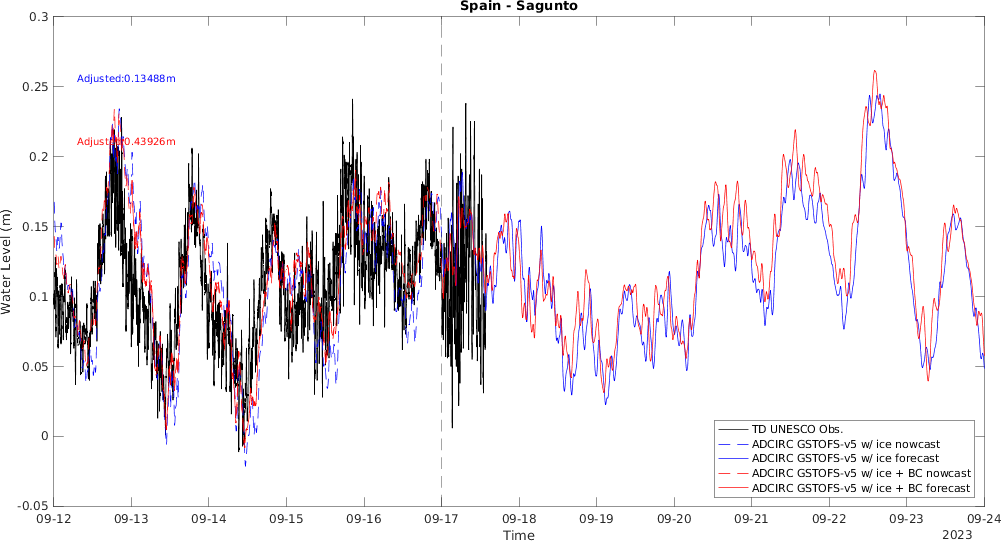 Spain - Sagunto
0.3
0.25
0.2
0.15
0.1
0.05
0
-0.05
Water Level (m)
Adjusted:0.13488m
Adjusted:0.43926m
TD UNESCO Obs.
ADCIRC GSTOFS-v5 w/ ice nowcast
ADCIRC GSTOFS-v5 w/ ice forecast
ADCIRC GSTOFS-v5 w/ ice + BC nowcast
ADCIRC GSTOFS-v5 w/ ice + BC forecast
09-12 09-13 09-14 09-15 09-16 09-17 09-18 09-19 09-20 09-21 09-22 09-23 09-24
Time
2023